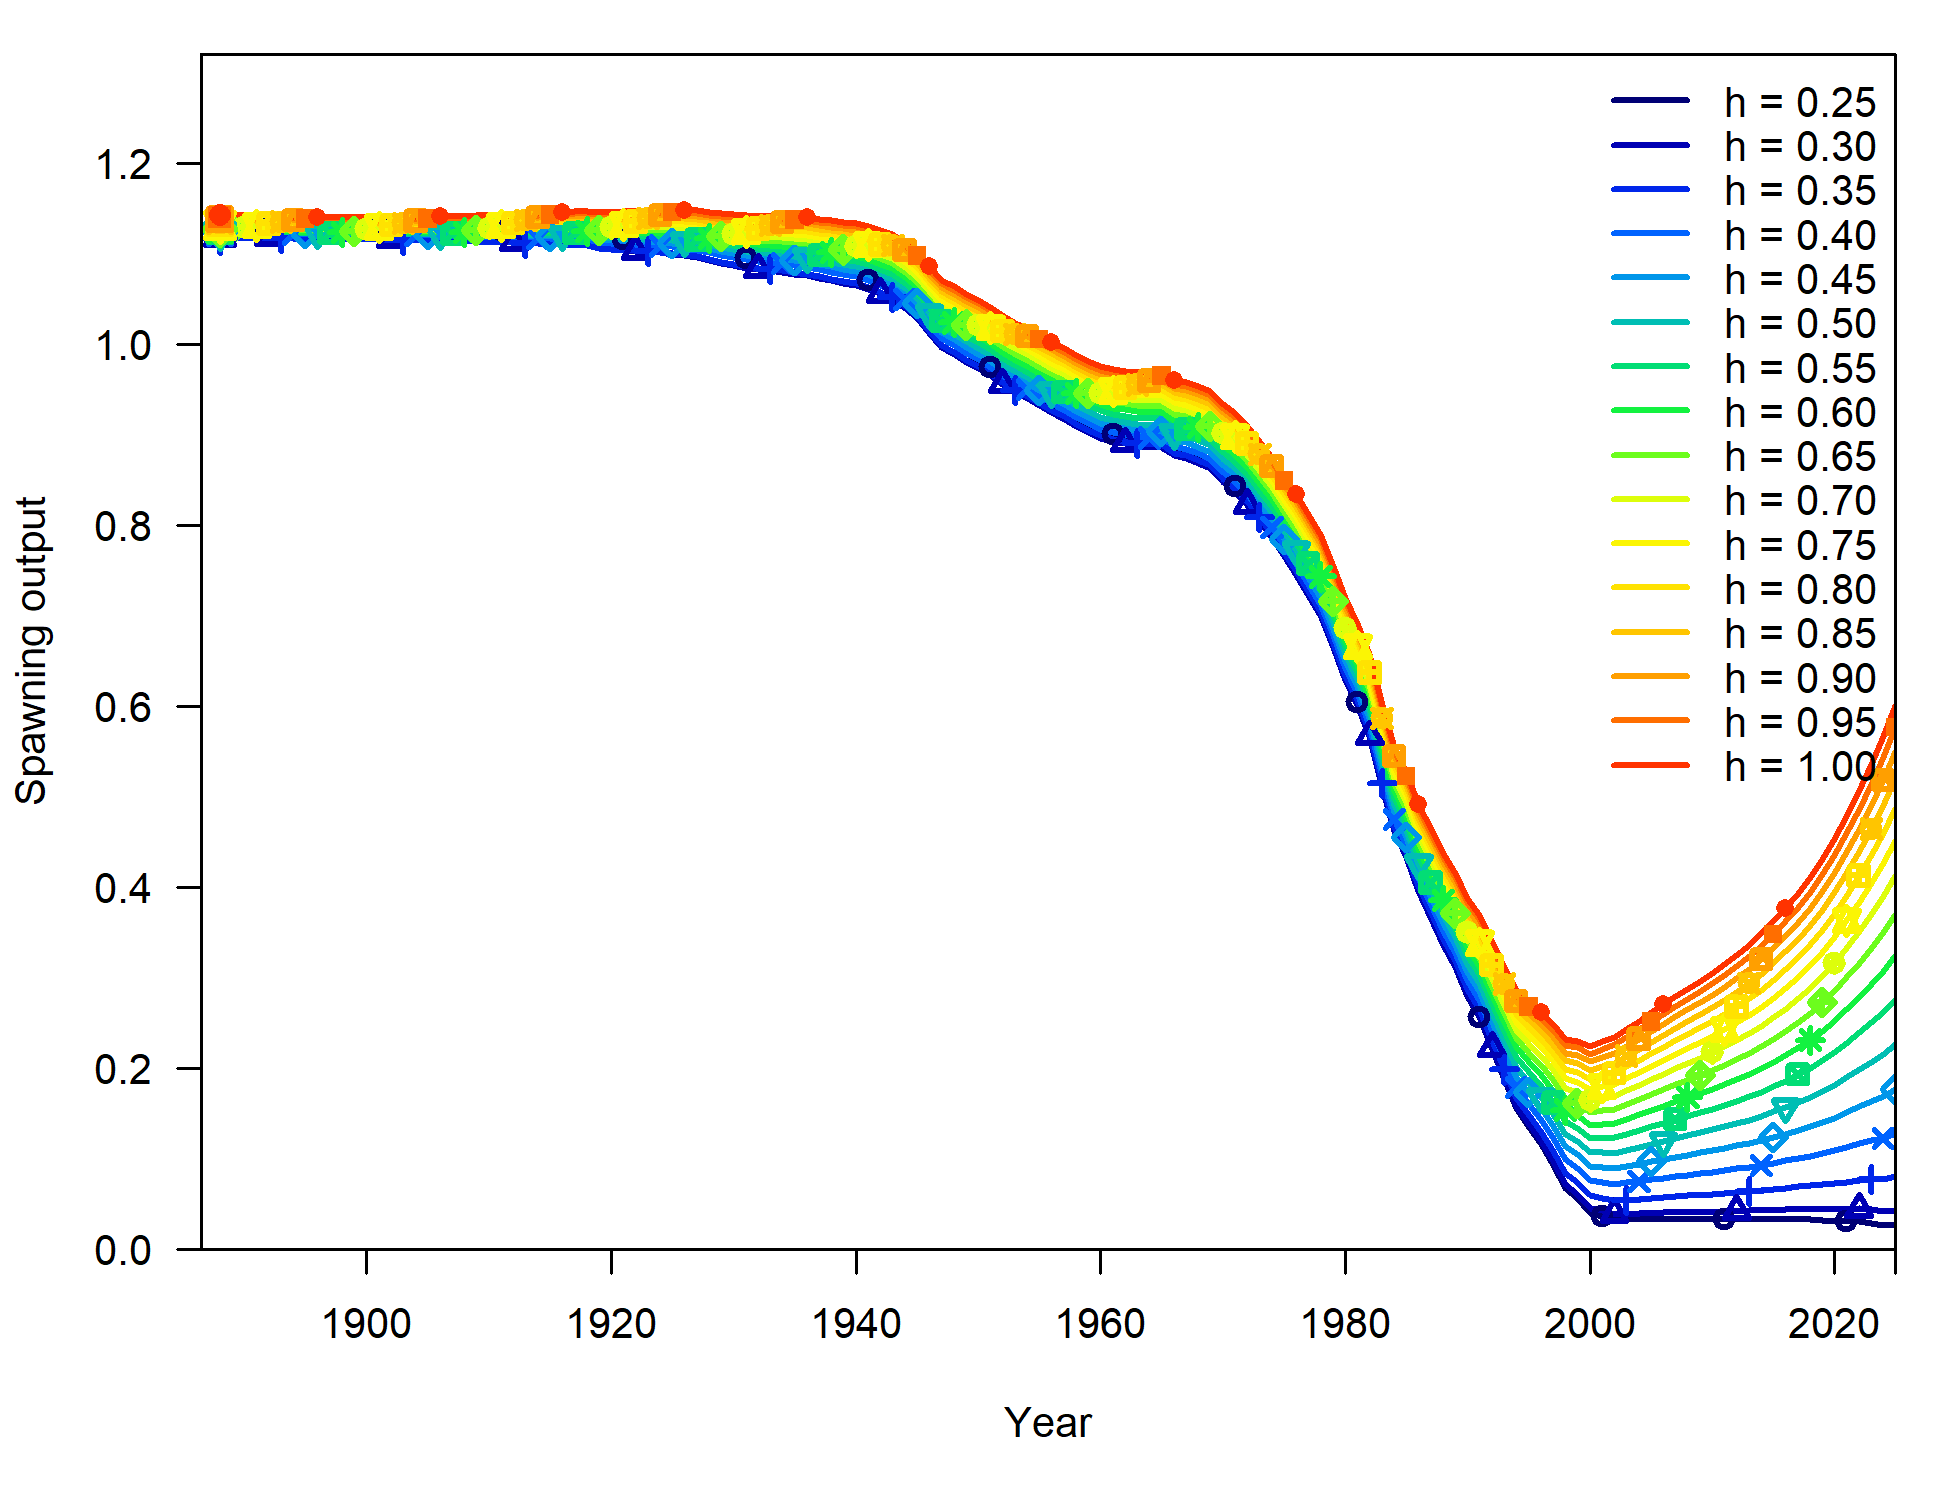 h = 0.25
h = 0.30
h = 0.35
h = 0.40
h = 0.45
h = 0.50
h = 0.55
h = 0.60
h = 0.65
h = 0.70
h = 0.75
h = 0.80
h = 0.85
h = 0.90
h = 0.95
h = 1.00
Spawning output
1.2
1.0
0.8
0.6
0.4
0.2
0.0
1900 1920 1940 1960 1980 2000 2020
Year